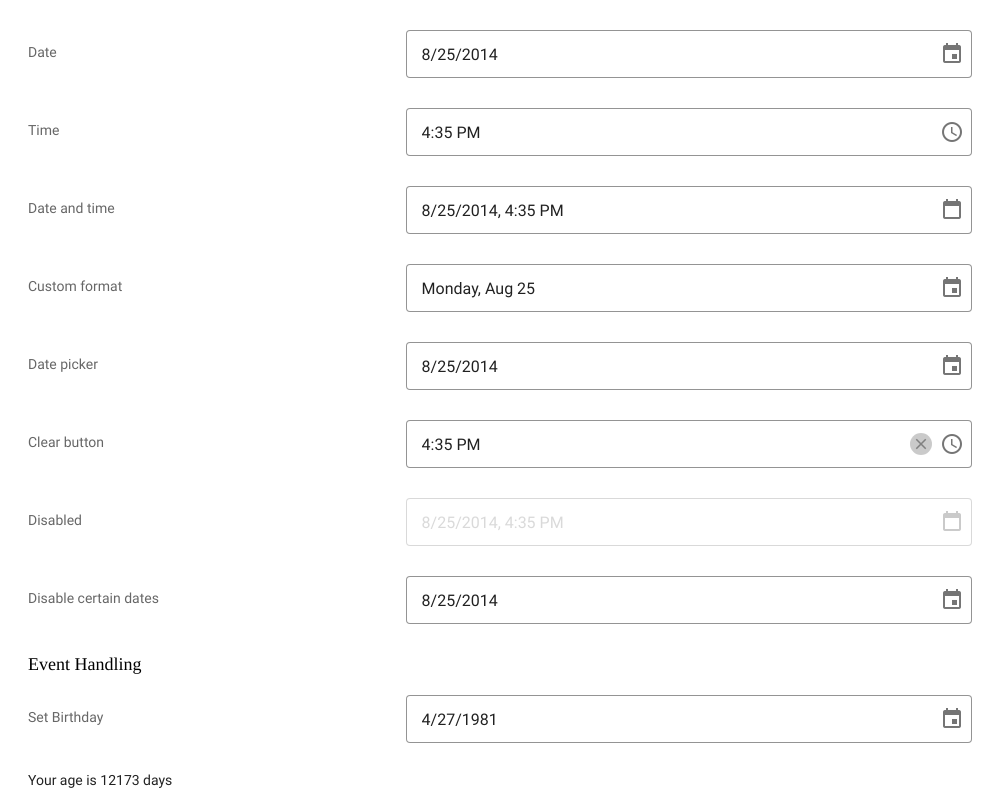 Date
8/25/2014
Time
4:35 PM
Date and time
8/25/2014, 4:35 PM
Custom format
Monday, Aug 25
Date picker
8/25/2014
Clear button
4:35 PM
Disabled
8/25/2014, 4:35 PM
Disable certain dates
8/25/2014
Event Handling
Set Birthday
4/27/1981
Your age is 12173 days